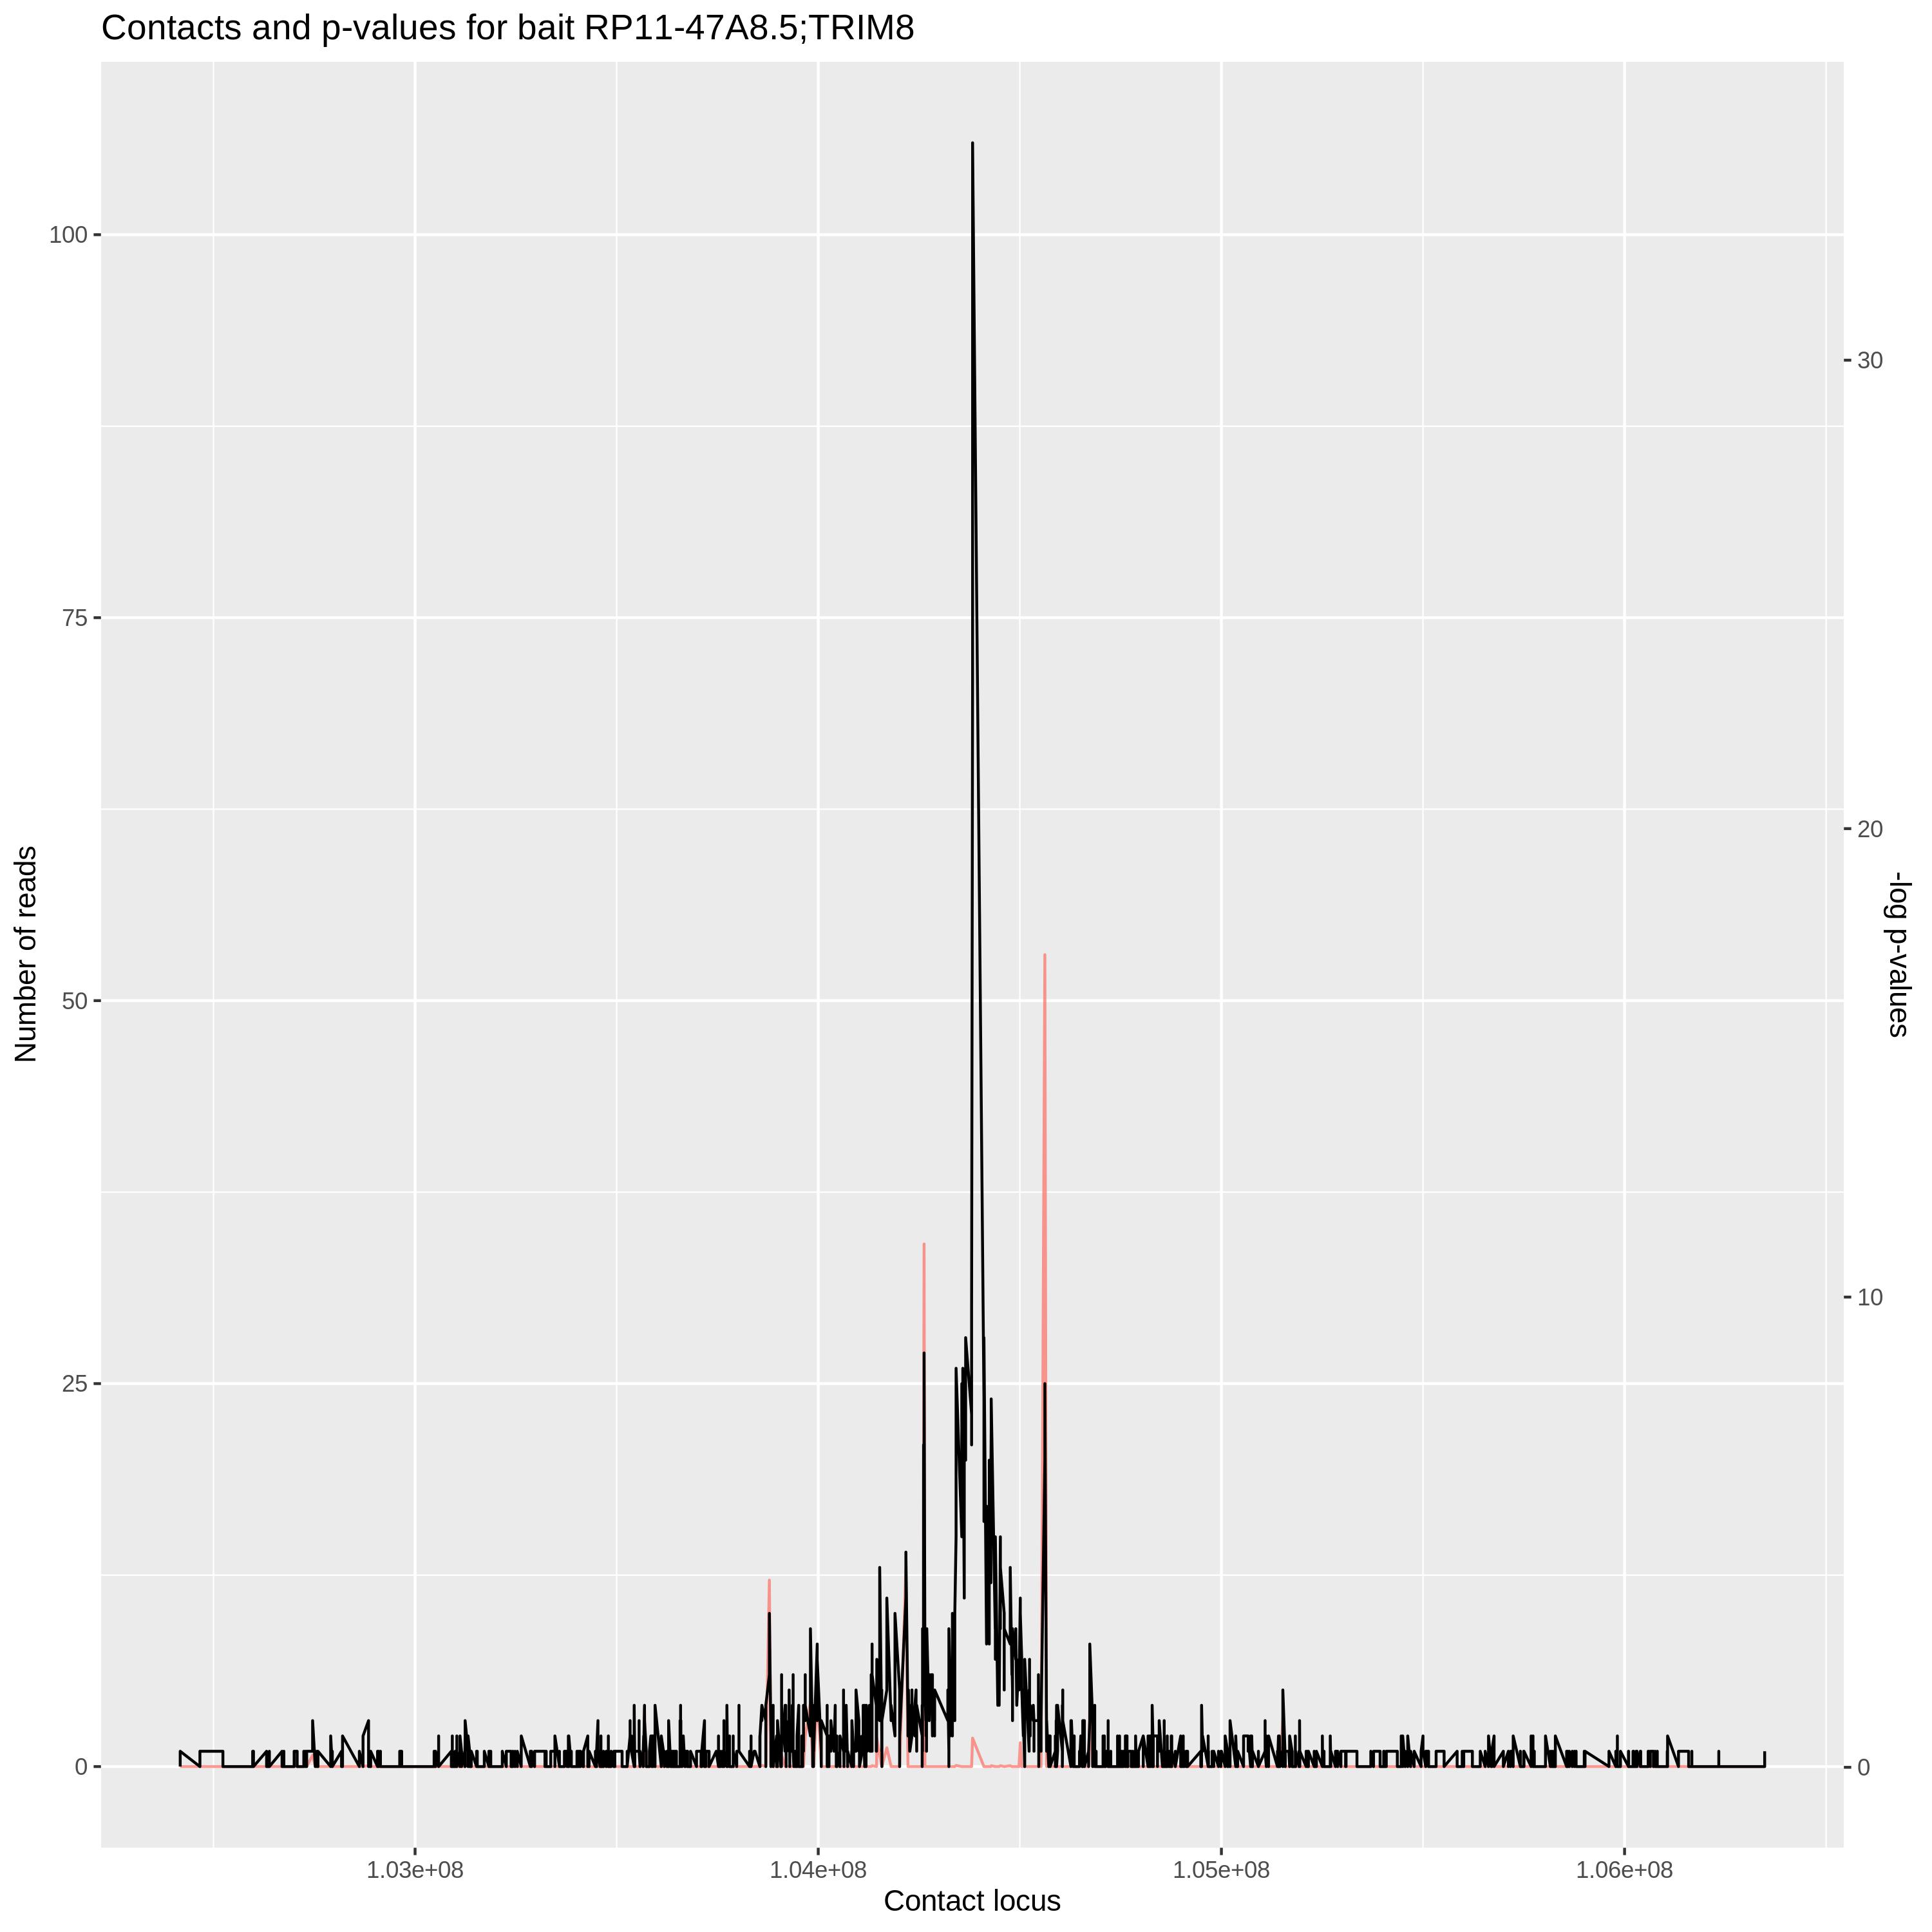 Contacts and p-values for bait RP11-47A8.5;TRIM8
100
75
50
25
0
Number of reads
30
20
10
0
-log p-values
1.03e+08 1.04e+08 1.05e+08 1.06e+08
Contact locus